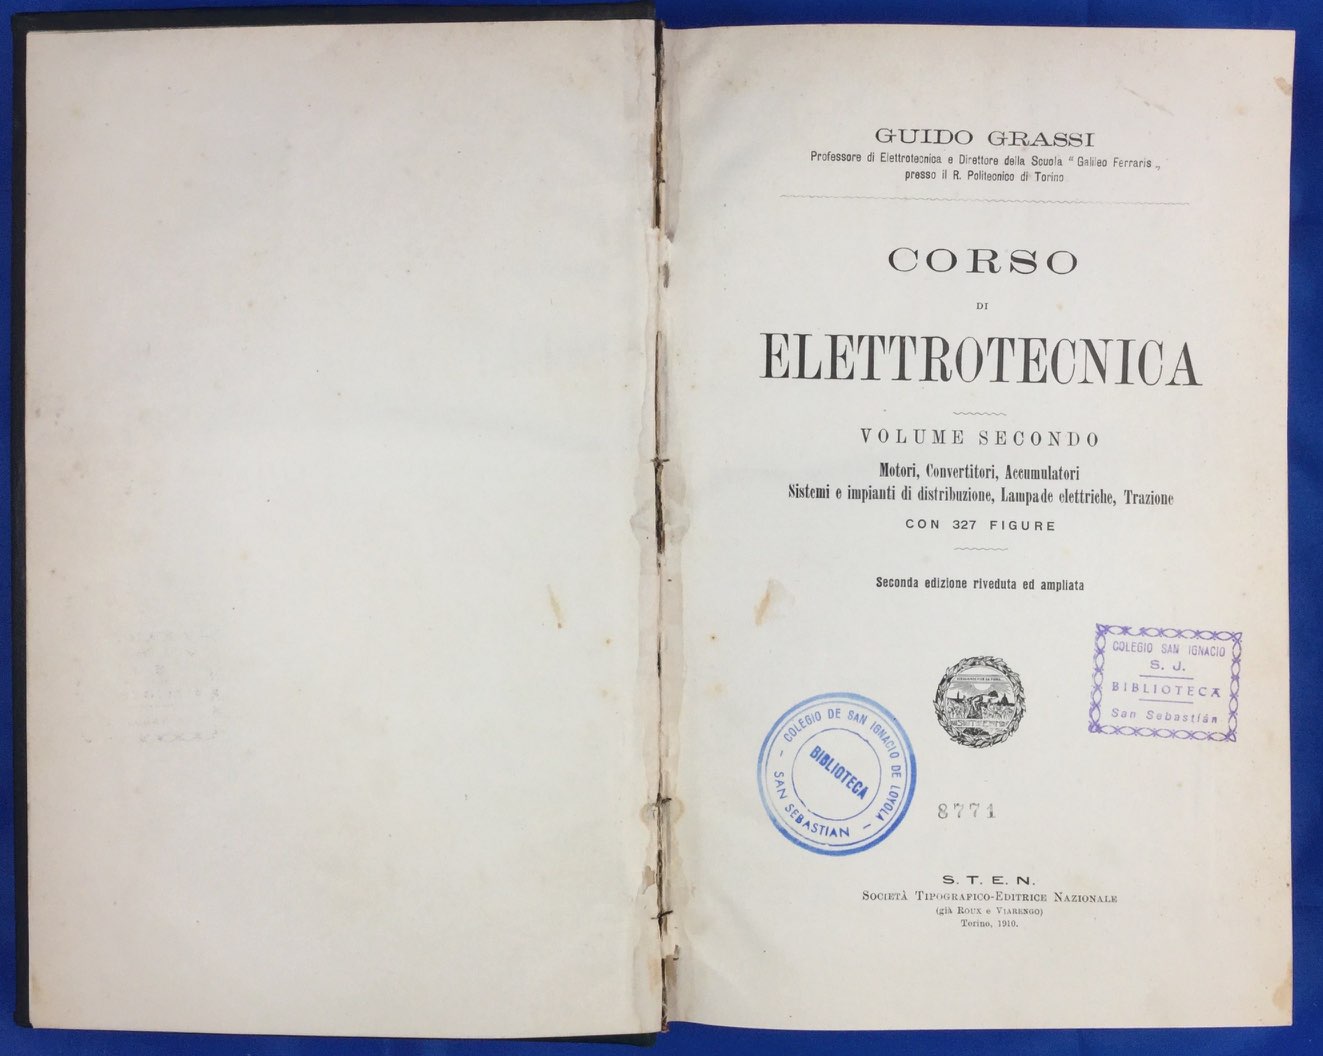 GUIDO GRASSI
Professore di Elettrotecnica e Direttore della Scuola “ Galileo Ferraris „
presso il R. Politecnico di Torino
CORSO
DI
ELETTROTECNICA
VOLUME SECONDO
Motori, Convertitori, Accumulatori
Sistemi e impianti di distribuzione, Lampade elettriche, Trazione
CON 327 FIGURE
Seconda edizione riveduta ed ampliata
COLEGIO SAN IGNACIO
S. J.
BIBLIOTECA
San Sebastián
- COLEGIO DE SAN IGNACIO DE LOYOLA -
BIBLIOTECA
SAN SEBASTIAN
8771
S. T. E. N.
SOCIETÀ TIPOGRAFICO-EDITRICE NAZIONALE
(già ROUX e VIARENGO)
Torino, 1910.